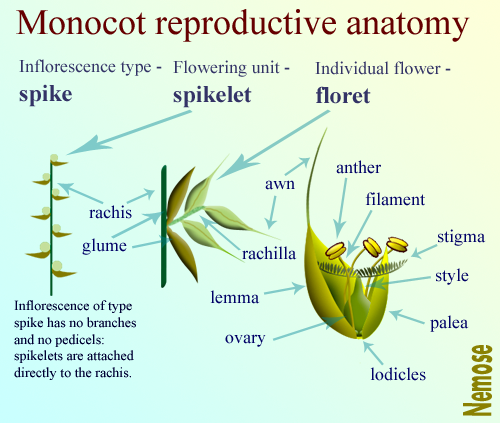 Monocot reproductive anatomy
Inflorescence type -
spike
Flowering unit -
spikelet
Individual flower -
floret
rachis
glume
awn
rachilla
anther
filament
stigma
style
lemma
palea
ovary
lodicles
Inflorescence of type
spike has no branches
and no pedicels:
spikelets are attached
directly to the rachis.
Nemose